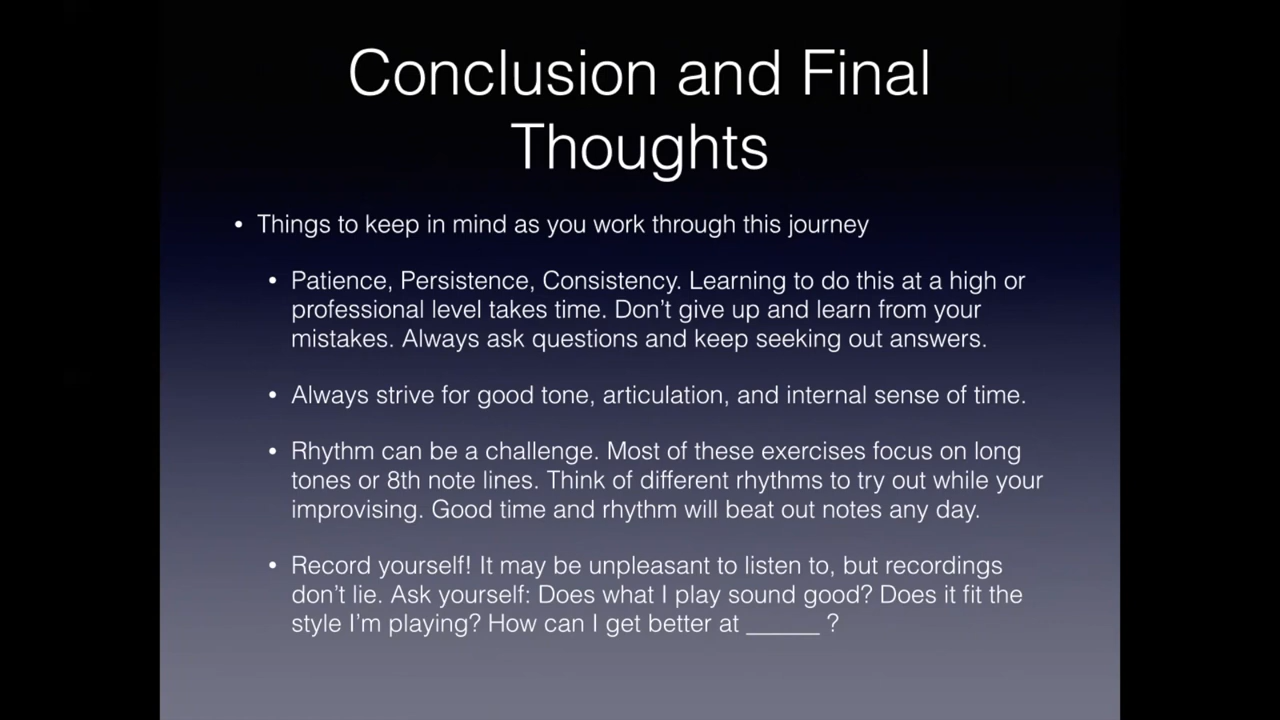 Conclusion and Final
Thoughts
• Things to keep in mind as you work through this journey
• Patience, Persistence, Consistency. Learning to do this at a high or
professional level takes time. Don’t give up and learn from your
mistakes. Always ask questions and keep seeking out answers.
• Always strive for good tone, articulation, and internal sense of time.
• Rhythm can be a challenge. Most of these exercises focus on long
tones or 8th note lines. Think of different rhythms to try out while your
improvising. Good time and rhythm will beat out notes any day.
• Record yourself! It may be unpleasant to listen to, but recordings
don’t lie. Ask yourself: Does what I play sound good? Does it fit the
style I’m playing? How can I get better at ______ ?